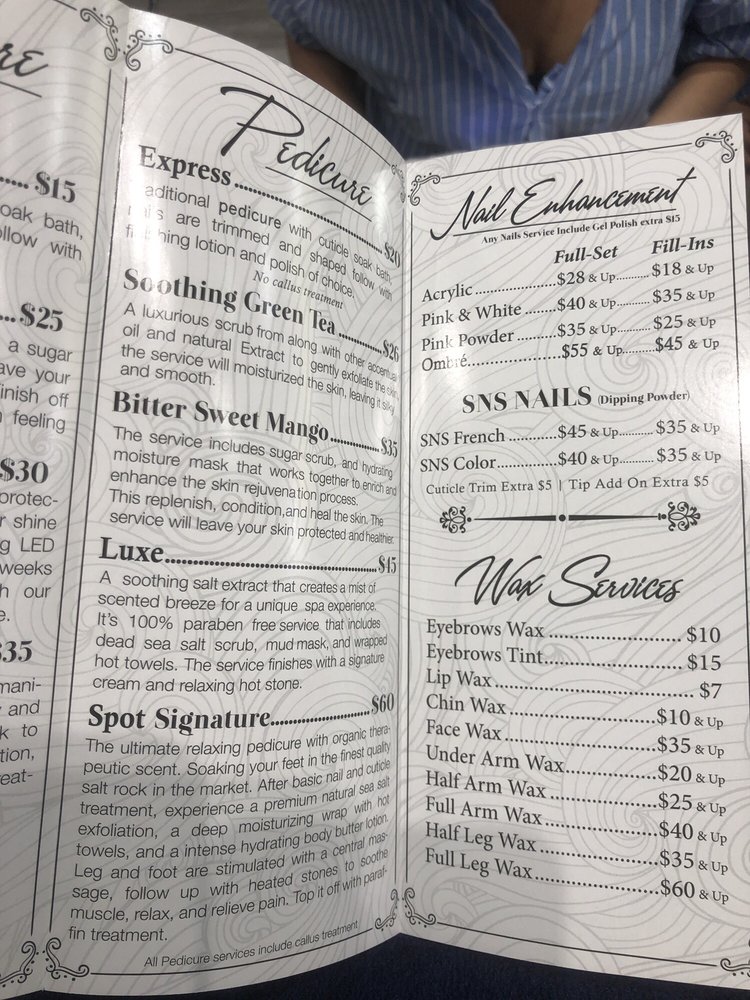 re
$15
oak bath,
ollow with
$25
a sugar
ave your
inish off
feeling
$30
protec-
r shine
g LED
weeks
h our
e.
$35
mani-
and
k to
tion,
reat-
Pedicure
Express $20
aditional pedicure with cuticle soak bath,
ils are trimmed and shaped follow with
finishing lotion and polish of choice.
No callus treatment
Soothing Green Tea $26
A luxurious scrub from along with other accentual
oil and natural Extract to gently exfoliate the skin
the service will moisturized the skin, leaving it silky
and smooth.
Bitter Sweet Mango $35
The service includes sugar scrub, and hydrating
moisture mask that works together to enrich and
enhance the skin rejuvenation process.
This replenish, condition,and heal the skin. The
service will leave your skin protected and healthier.
Luxe $45
A soothing salt extract that creates a mist of
scented breeze for a unique spa experience.
It's 100% paraben free service that includes
dead sea salt scrub, mud mask, and wrapped
hot towels. The service finishes with a signature
cream and relaxing hot stone.
Spot Signature $60
The ultimate relaxing pedicure with organic thera-
peutic scent. Soaking your feet in the finest quality
salt rock in the market. After basic nail and cuticle
treatment, experience a premium natural sea salt
exfoliation, a deep moisturizing wrap with hot
towels, and a intense hydrating body butter lotion.
Leg and foot are stimulated with a central mas-
sage, follow up with heated stones to soothe
muscle, relax, and relieve pain. Top it off with paraf-
fin treatment.
All Pedicure services include callus treatment
Nail Enhancement
Any Nails Service Include Gel Polish extra $15
Full-Set Fill-Ins
Acrylic $28 & Up $18 & Up
Pink & White $40 & Up $35 & Up
Pink Powder $35 & Up $25 & Up
Ombré $55 & Up $45 & Up
SNS NAILS (Dipping Powder)
SNS French $45 & Up $35 & Up
SNS Color $40 & Up $35 & Up
Cuticle Trim Extra $5 | Tip Add On Extra $5
Wax Services
Eyebrows Wax $10
Eyebrows Tint $15
Lip Wax $7
Chin Wax $10 & Up
Face Wax $35 & Up
Under Arm Wax $20 & Up
Half Arm Wax $25 & Up
Full Arm Wax $40 & Up
Half Leg Wax $35 & Up
Full Leg Wax $60 & Up